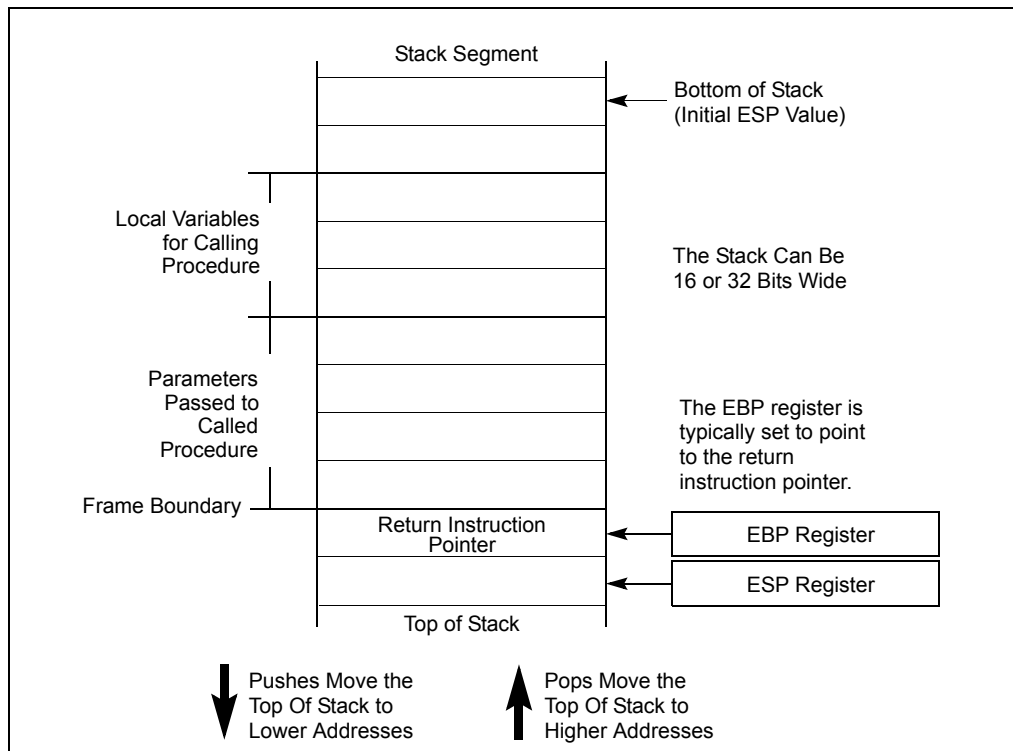 Stack Segment
Bottom of Stack
(Initial ESP Value)
Local Variables
for Calling
Procedure
The Stack Can Be
16 or 32 Bits Wide
Parameters
Passed to
Called
Procedure
The EBP register is
typically set to point
to the return
instruction pointer.
Frame Boundary
Return Instruction
Pointer
EBP Register
ESP Register
Top of Stack
Pushes Move the
Top Of Stack to
Lower Addresses
Pops Move the
Top Of Stack to
Higher Addresses